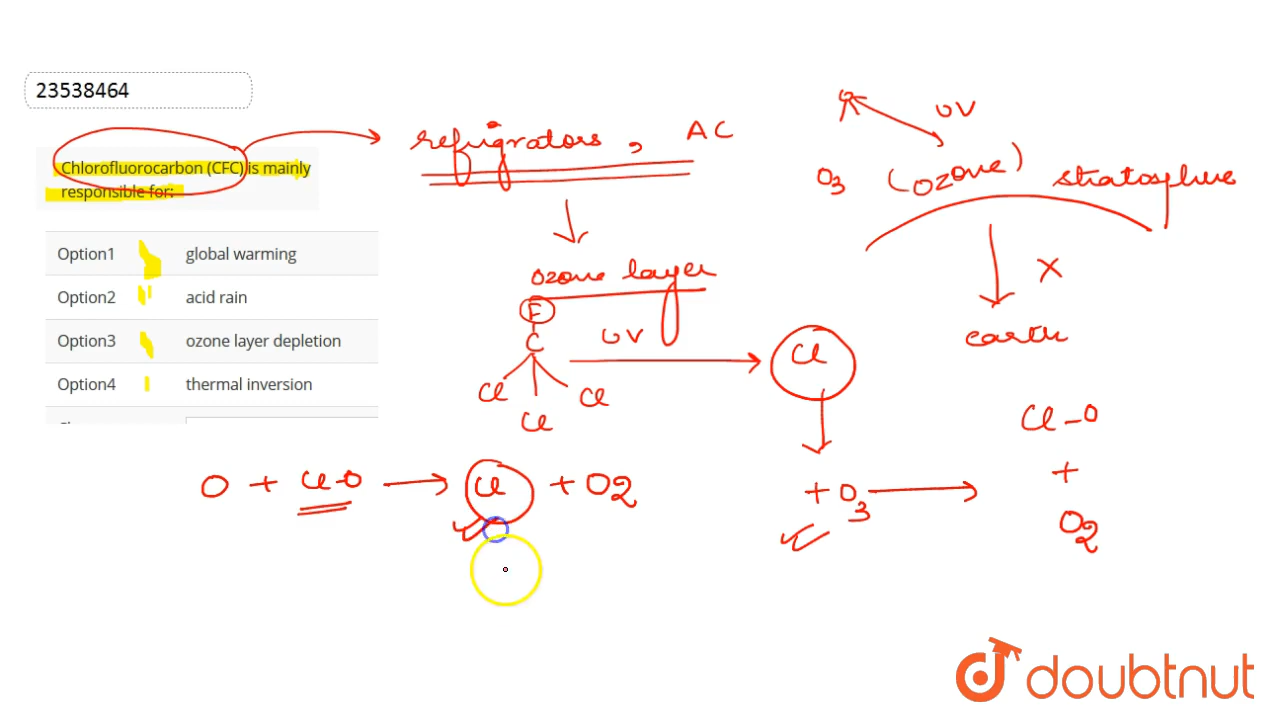 23538464
Chlorofluorocarbon (CFC) is mainly
responsible for:
Option1 global warming
Option2 acid rain
Option3 ozone layer depletion
Option4 thermal inversion
refrigrators, AC
UV
O3 (ozone) stratosphere
X
earth
ozone layer
F
C
Cl Cl Cl
UV
Cl
+ O3
Cl-O
+
O2
O + Cl-O → Cl + O2
doubtnut